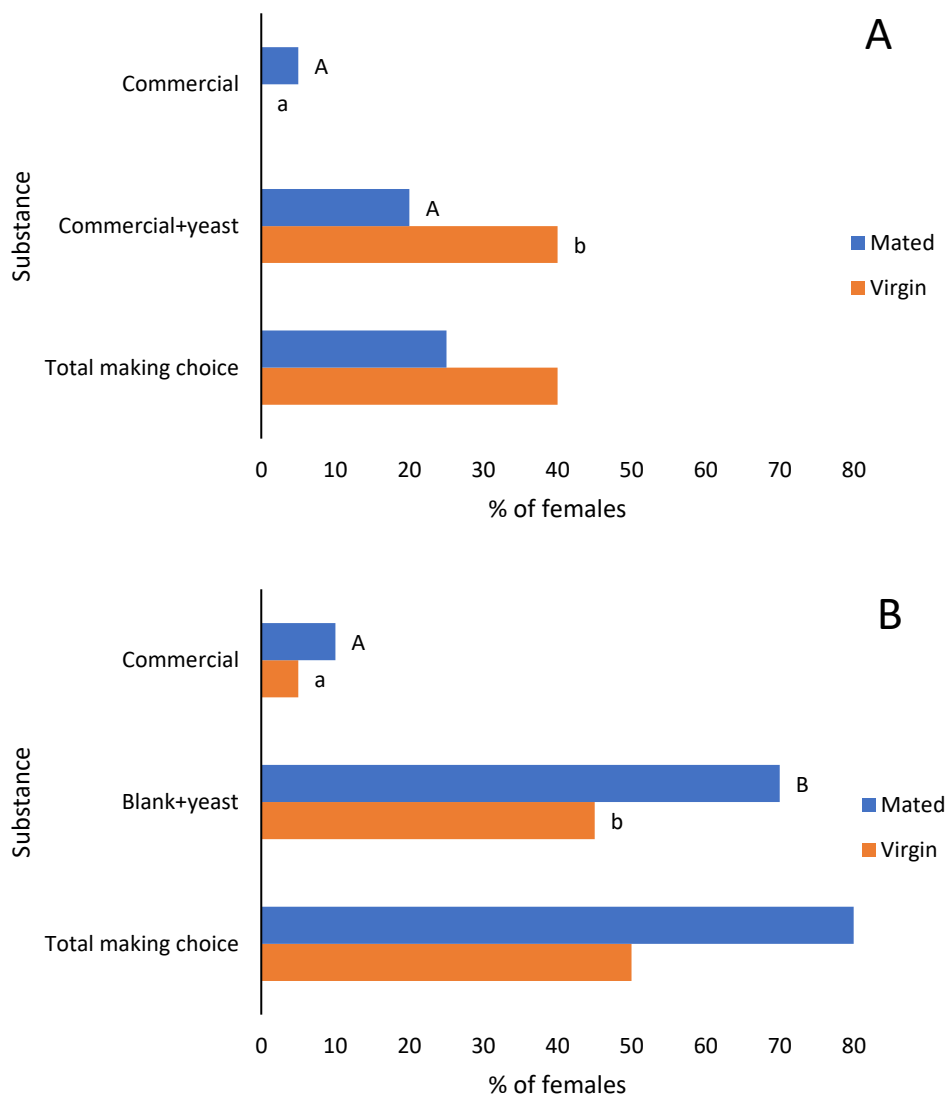 A
Commercial
A
a
Substance
Commercial+yeast
A
b
Mated
Virgin
Total making choice
0 10 20 30 40 50 60 70 80
% of females
B
Commercial
A
a
Substance
Blank+yeast
B
b
Mated
Virgin
Total making choice
0 10 20 30 40 50 60 70 80
% of females